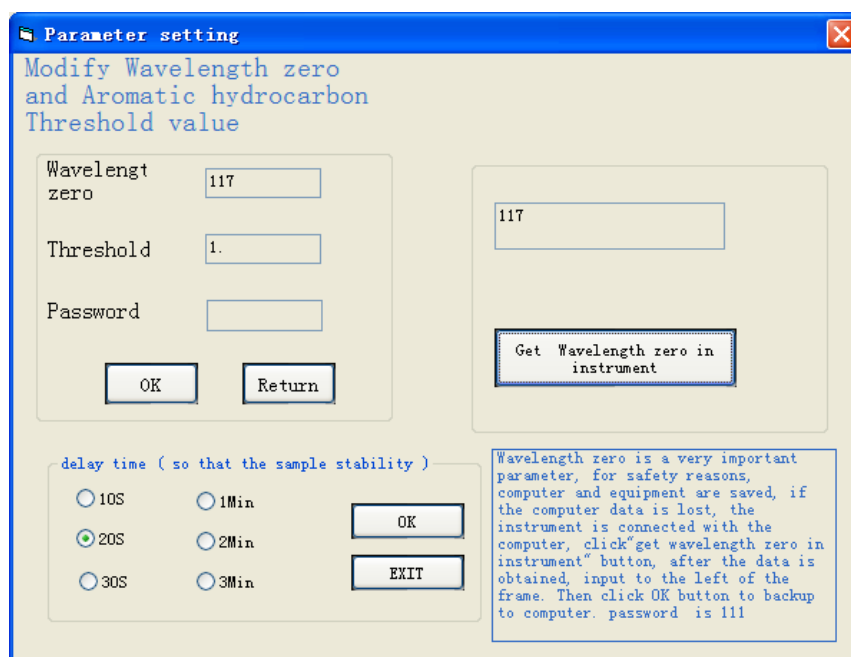 Parameter setting
Modify Wavelength zero
and Aromatic hydrocarbon
Threshold value
Wavelengt
zero
117
Threshold
1.
Password
OK
Return
117
Get Wavelength zero in
instrument
delay time ( so that the sample stability )
10S
1Min
20S
2Min
30S
3Min
OK
EXIT
Wavelength zero is a very important
parameter, for safety reasons,
computer and equipment are saved, if
the computer data is lost, the
instrument is connected with the
computer, click"get wavelength zero in
instrument" button, after the data is
obtained, input to the left of the
frame. Then click OK button to backup
to computer. password is 111